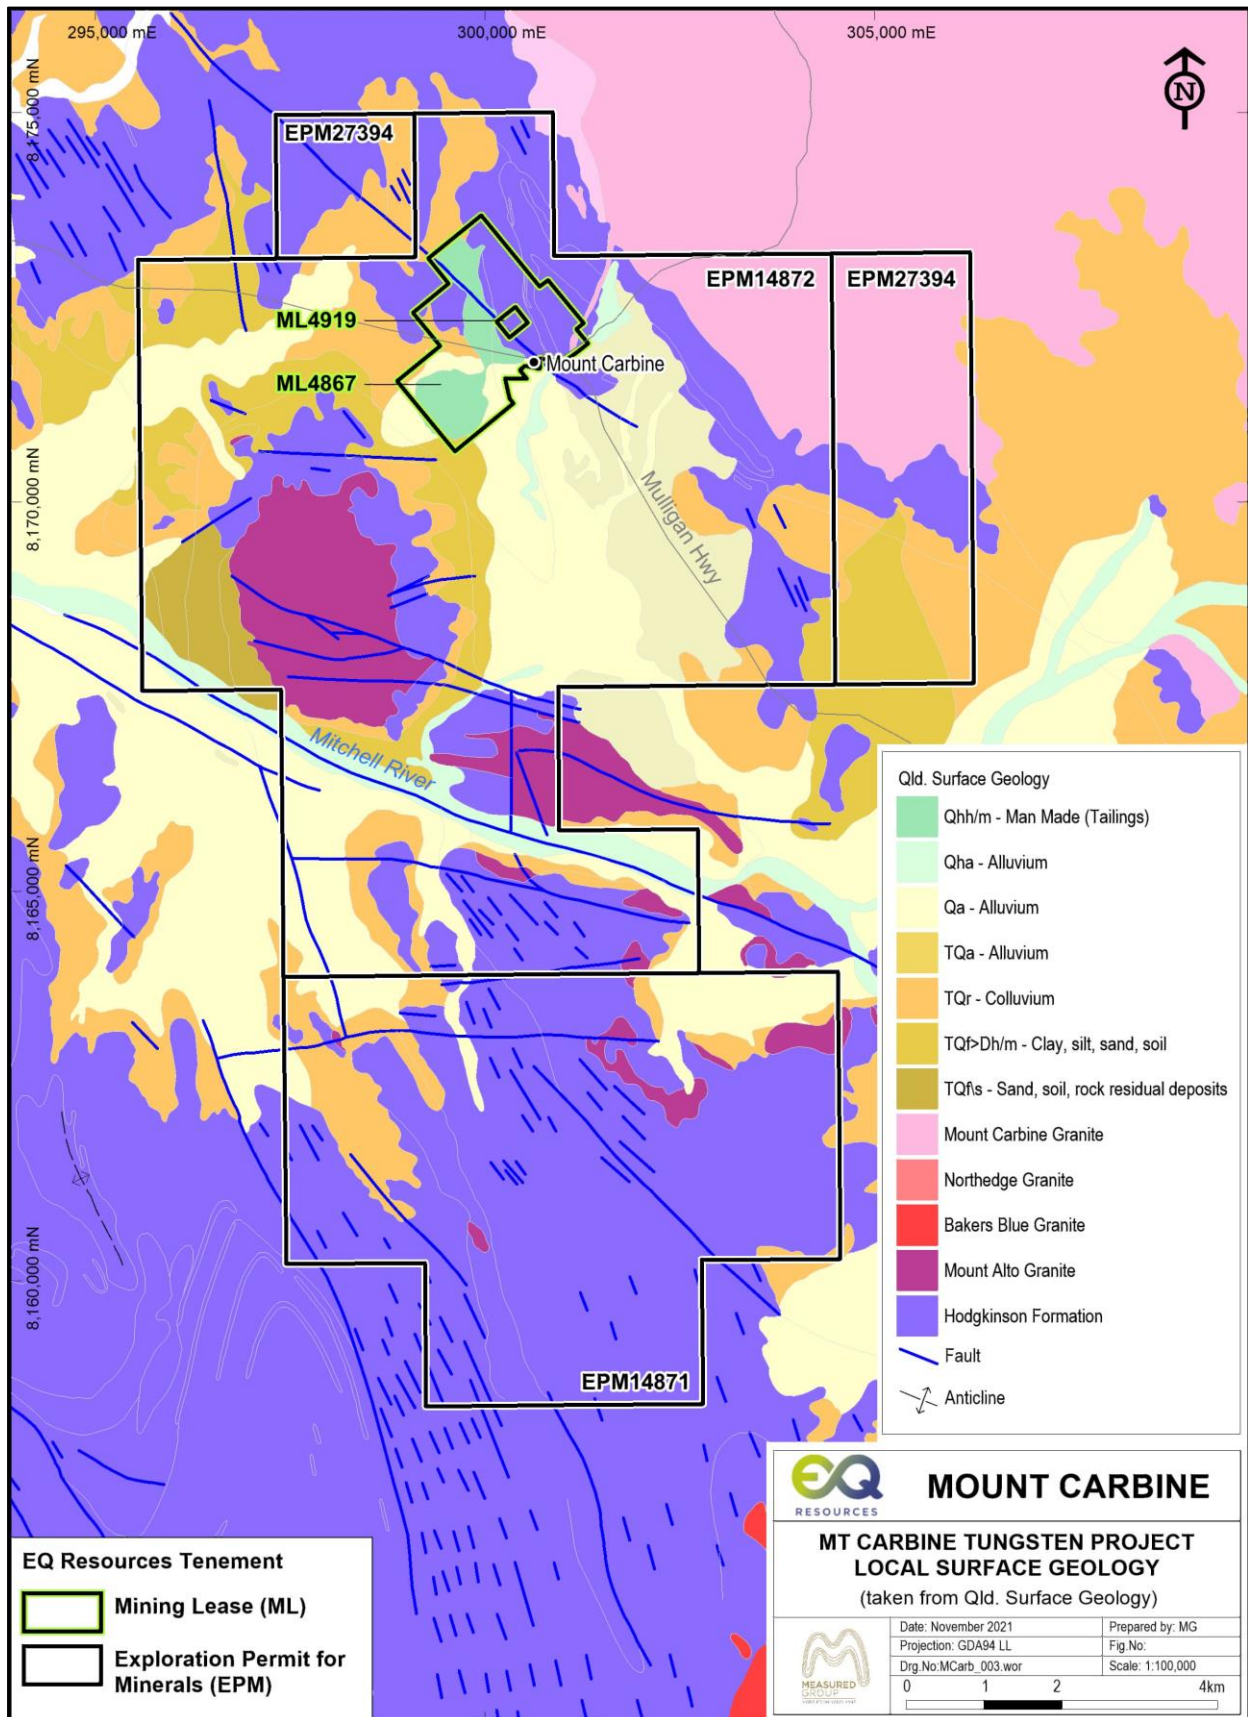 295,000 mE
300,000 mE
305,000 mE
N
8,175,000 mN
EPM27394
EPM14872
EPM27394
ML4919
Mount Carbine
ML4867
8,170,000 mN
Mulligan Hwy
Mitchell River
8,165,000 mN
8,160,000 mN
EPM14871
Qld. Surface Geology
Qhh/m - Man Made (Tailings)
Qha - Alluvium
Qa - Alluvium
TQa - Alluvium
TQr - Colluvium
TQf>Dh/m - Clay, silt, sand, soil
TQf\s - Sand, soil, rock residual deposits
Mount Carbine Granite
Northedge Granite
Bakers Blue Granite
Mount Alto Granite
Hodgkinson Formation
Fault
Anticline
EQ Resources Tenement
Mining Lease (ML)
Exploration Permit for
Minerals (EPM)
EQ
RESOURCES
MOUNT CARBINE
MT CARBINE TUNGSTEN PROJECT
LOCAL SURFACE GEOLOGY
(taken from Qld. Surface Geology)
MEASURED
GROUP
Date: November 2021
Prepared by: MG
Projection: GDA94 LL
Fig.No:
Drg.No:MCarb_003.wor
Scale: 1:100,000
0 1 2 4km